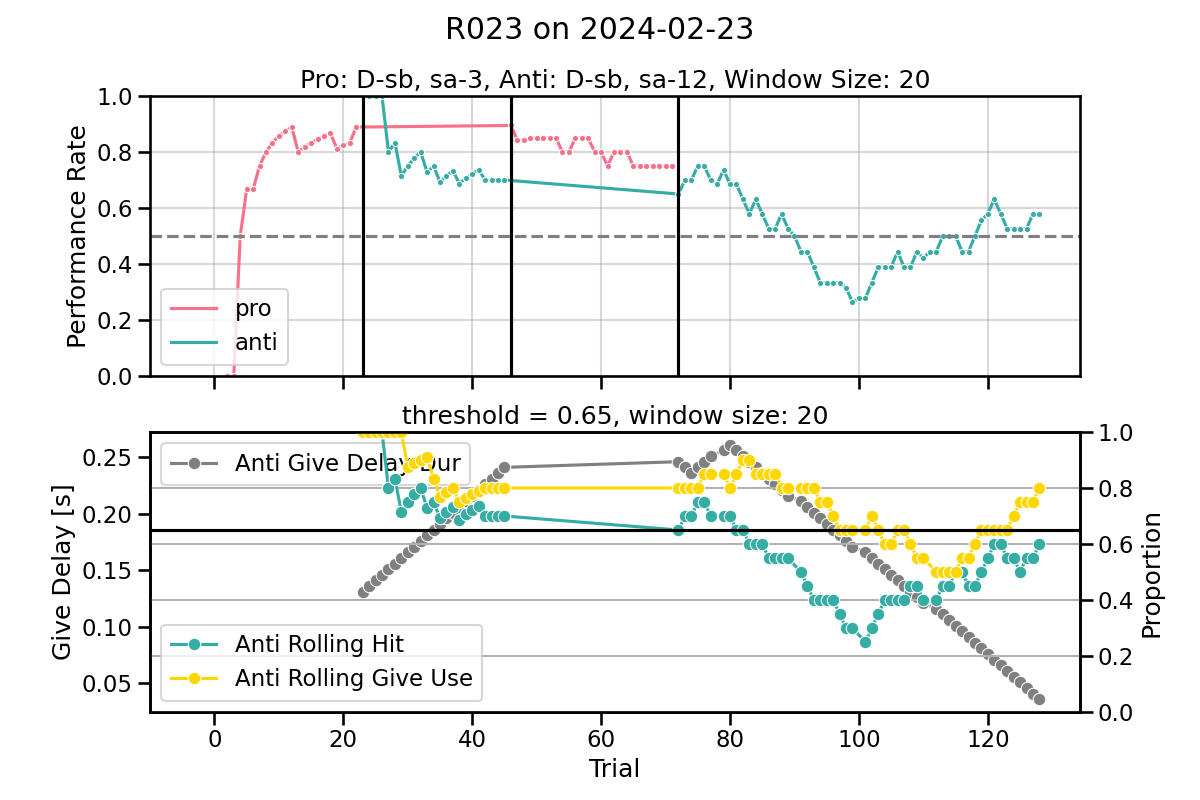 R023 on 2024-02-23
Pro: D-sb, sa-3, Anti: D-sb, sa-12, Window Size: 20
Performance Rate
1.0
0.8
0.6
0.4
0.2
0.0
pro
anti
threshold = 0.65, window size: 20
Give Delay [s]
0.25
0.20
0.15
0.10
0.05
Anti Give Delay Dur
Anti Rolling Hit
Anti Rolling Give Use
1.0
0.8
0.6
0.4
0.2
0.0
Proportion
0
20
40
60
80
100
120
Trial